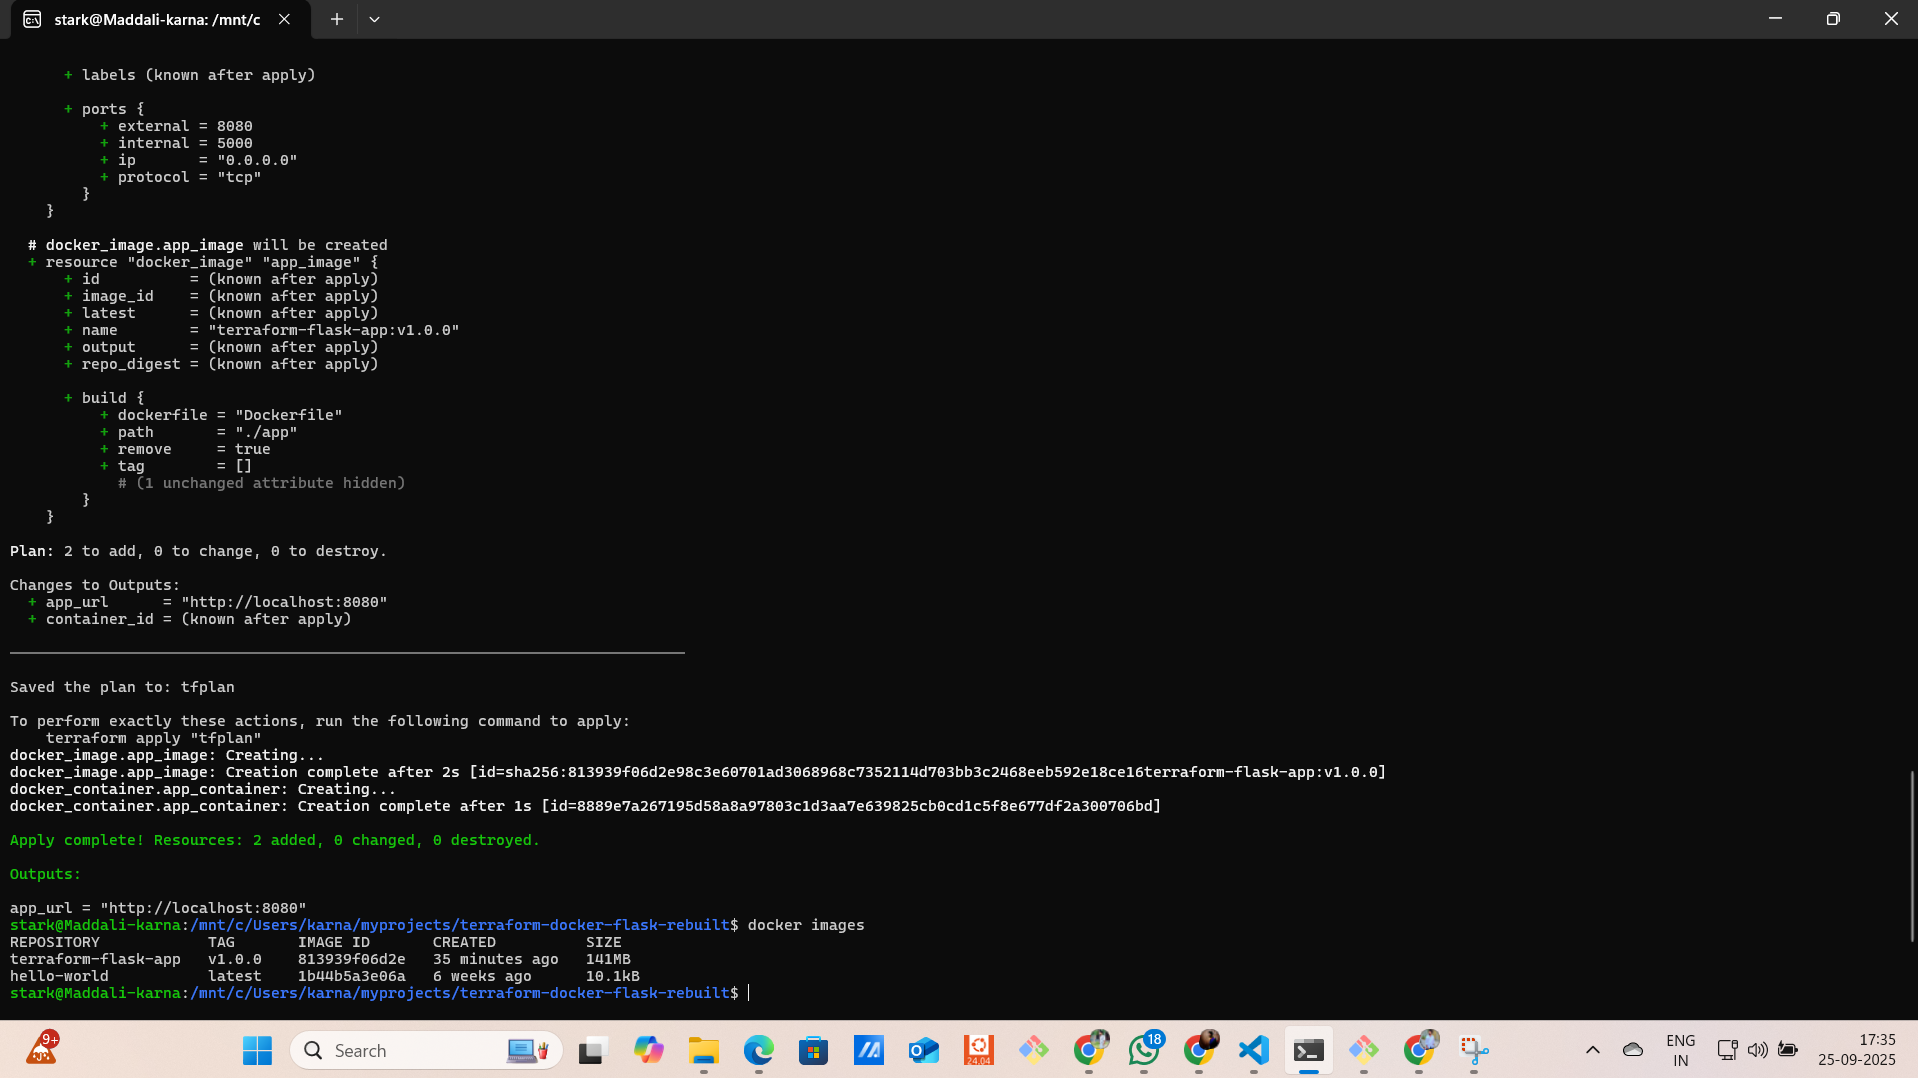 stark@Maddali-karna: /mnt/c
+ labels (known after apply)
+ ports {
+ external = 8080
+ internal = 5000
+ ip       = "0.0.0.0"
+ protocol = "tcp"
}
}
# docker_image.app_image will be created
+ resource "docker_image" "app_image" {
+ id          = (known after apply)
+ image_id    = (known after apply)
+ latest      = (known after apply)
+ name        = "terraform-flask-app:v1.0.0"
+ output      = (known after apply)
+ repo_digest = (known after apply)
+ build {
+ dockerfile = "Dockerfile"
+ path       = "./app"
+ remove     = true
+ tag        = []
# (1 unchanged attribute hidden)
}
}
Plan: 2 to add, 0 to change, 0 to destroy.
Changes to Outputs:
+ app_url      = "http://localhost:8080"
+ container_id = (known after apply)
Saved the plan to: tfplan
To perform exactly these actions, run the following command to apply:
terraform apply "tfplan"
docker_image.app_image: Creating...
docker_image.app_image: Creation complete after 2s [id=sha256:813939f06d2e98c3e60701ad3068968c7352114d703bb3c2468eeb592e18ce16terraform-flask-app:v1.0.0]
docker_container.app_container: Creating...
docker_container.app_container: Creation complete after 1s [id=8889e7a267195d58a8a97803c1d3aa7e639825cb0cd1c5f8e677df2a300706bd]
Apply complete! Resources: 2 added, 0 changed, 0 destroyed.
Outputs:
app_url = "http://localhost:8080"
stark@Maddali-karna:/mnt/c/Users/karna/myprojects/terraform-docker-flask-rebuilt$ docker images
REPOSITORY            TAG       IMAGE ID       CREATED          SIZE
terraform-flask-app   v1.0.0    813939f06d2e   35 minutes ago   141MB
hello-world           latest    1b44b5a3e06a   6 weeks ago      10.1kB
stark@Maddali-karna:/mnt/c/Users/karna/myprojects/terraform-docker-flask-rebuilt$
9+
Search
24.04
18
ENG
IN
17:35
25-09-2025